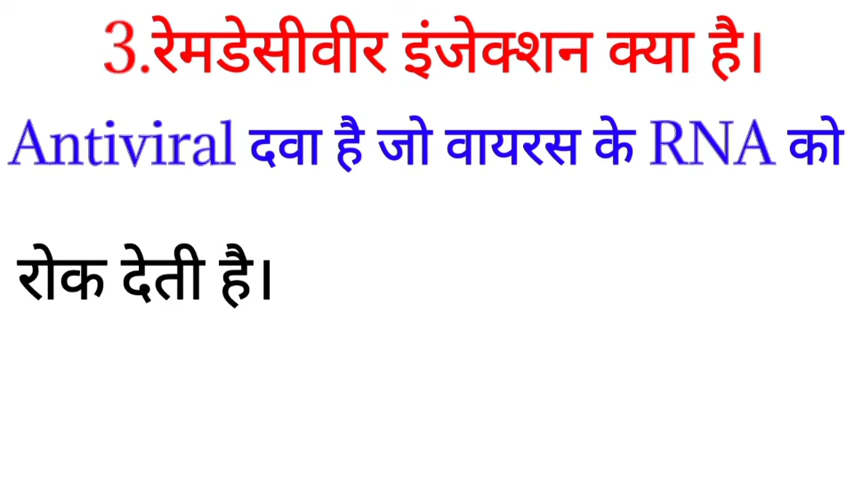 3.रेमडेसीवीर इंजेक्शन क्या है।
Antiviral दवा है जो वायरस के RNA को
रोक देती है।